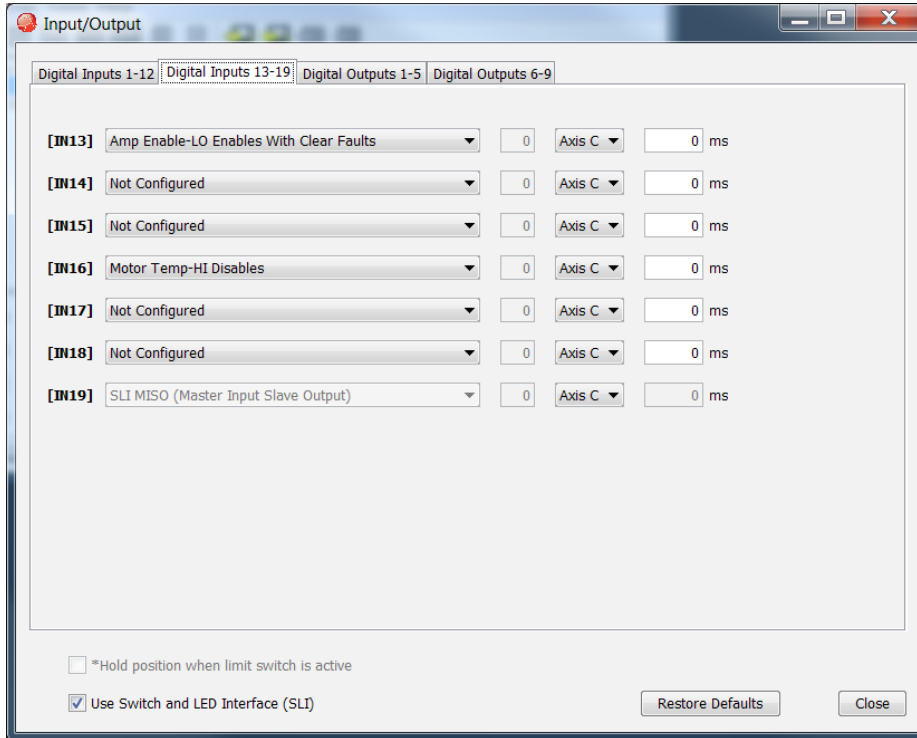 Input/Output
Digital Inputs 1-12 Digital Inputs 13-19 Digital Outputs 1-5 Digital Outputs 6-9
[IN13] Amp Enable-LO Enables With Clear Faults 0 Axis C 0 ms
[IN14] Not Configured 0 Axis C 0 ms
[IN15] Not Configured 0 Axis C 0 ms
[IN16] Motor Temp-HI Disables 0 Axis C 0 ms
[IN17] Not Configured 0 Axis C 0 ms
[IN18] Not Configured 0 Axis C 0 ms
[IN19] SLI MISO (Master Input Slave Output) 0 Axis C 0 ms
*Hold position when limit switch is active
Use Switch and LED Interface (SLI) Restore Defaults Close